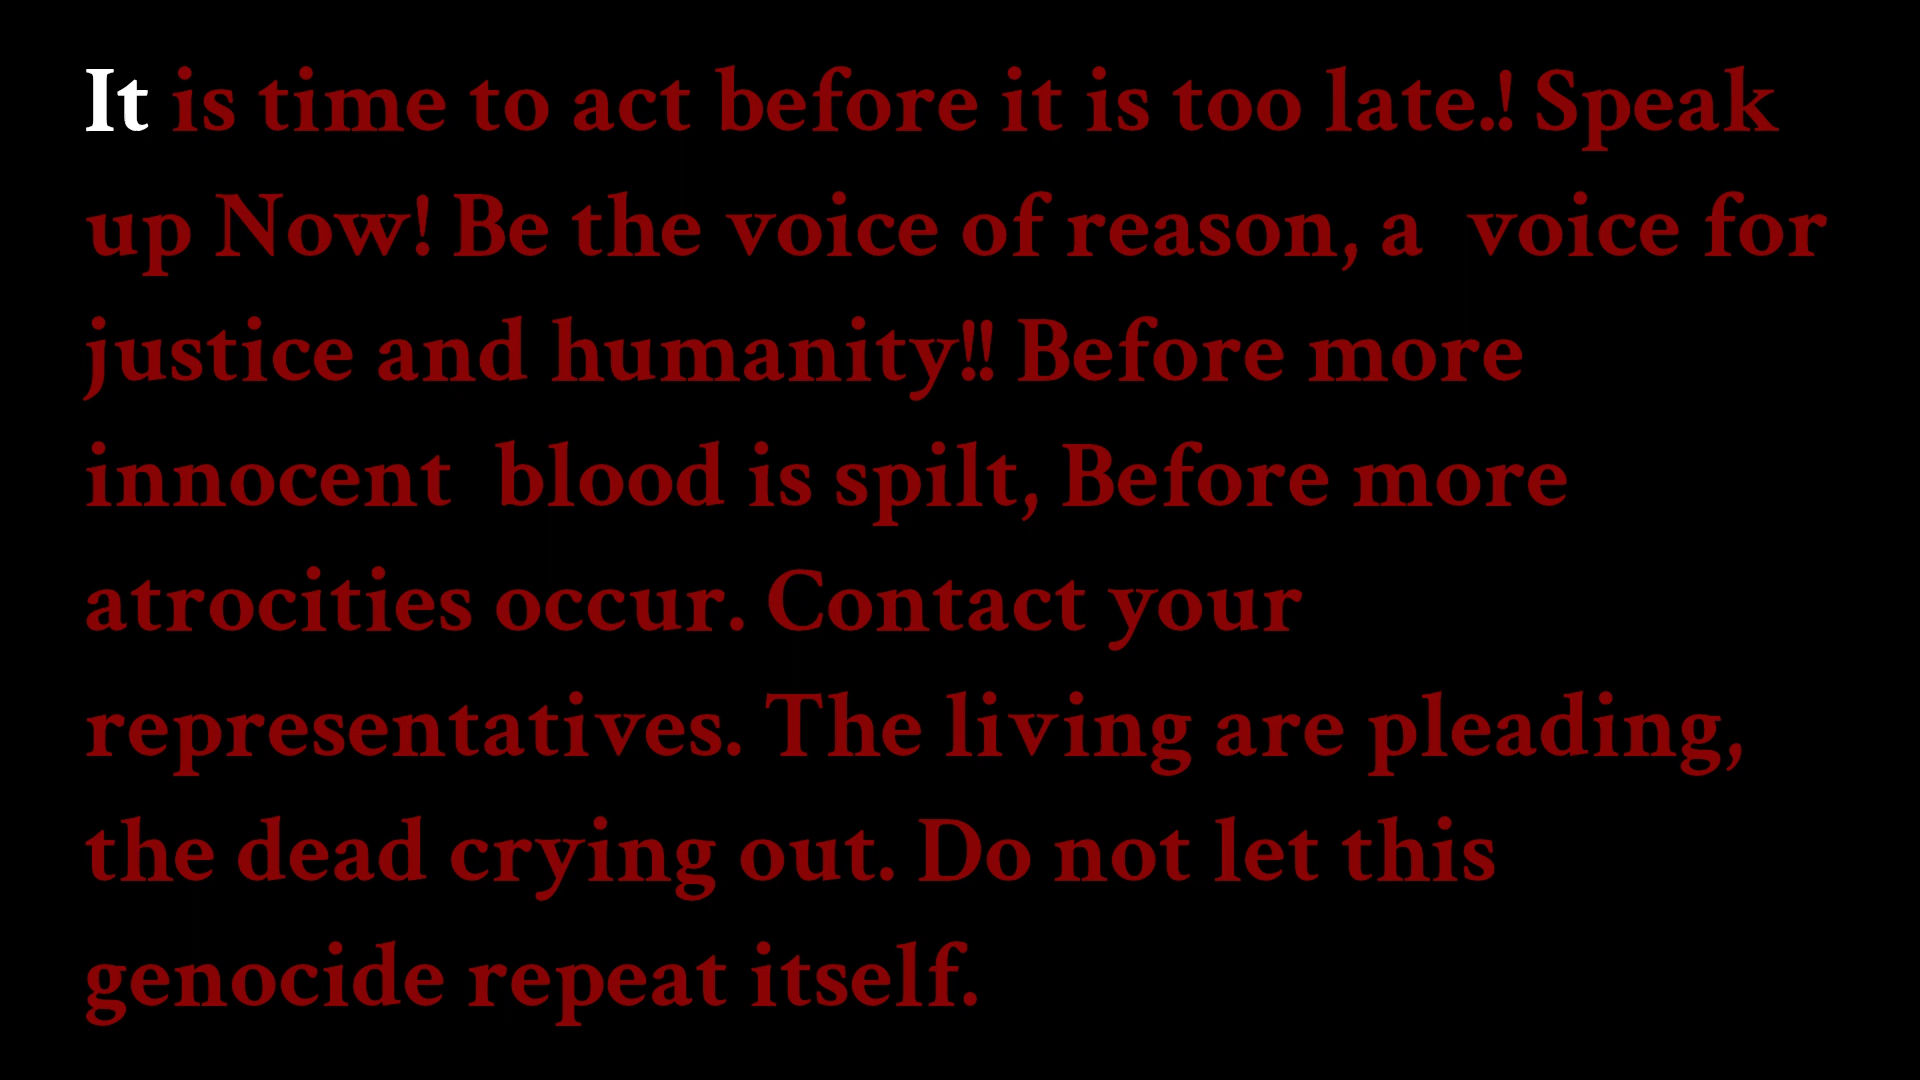 It is time to act before it is too late.! Speak
up Now! Be the voice of reason, a  voice for
justice and humanity!! Before more
innocent  blood is spilt, Before more
atrocities occur. Contact your
representatives. The living are pleading,
the dead crying out. Do not let this
genocide repeat itself.